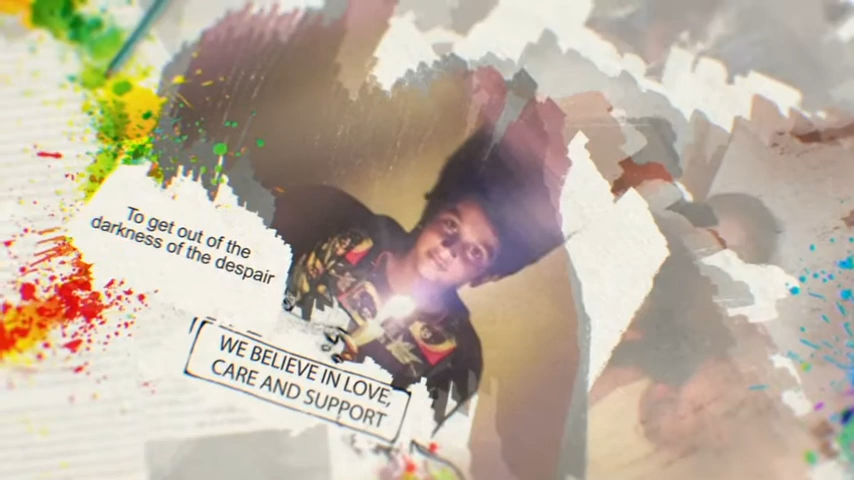 To get out of the
darkness of the despair
WE BELIEVE IN LOVE,
CARE AND SUPPORT